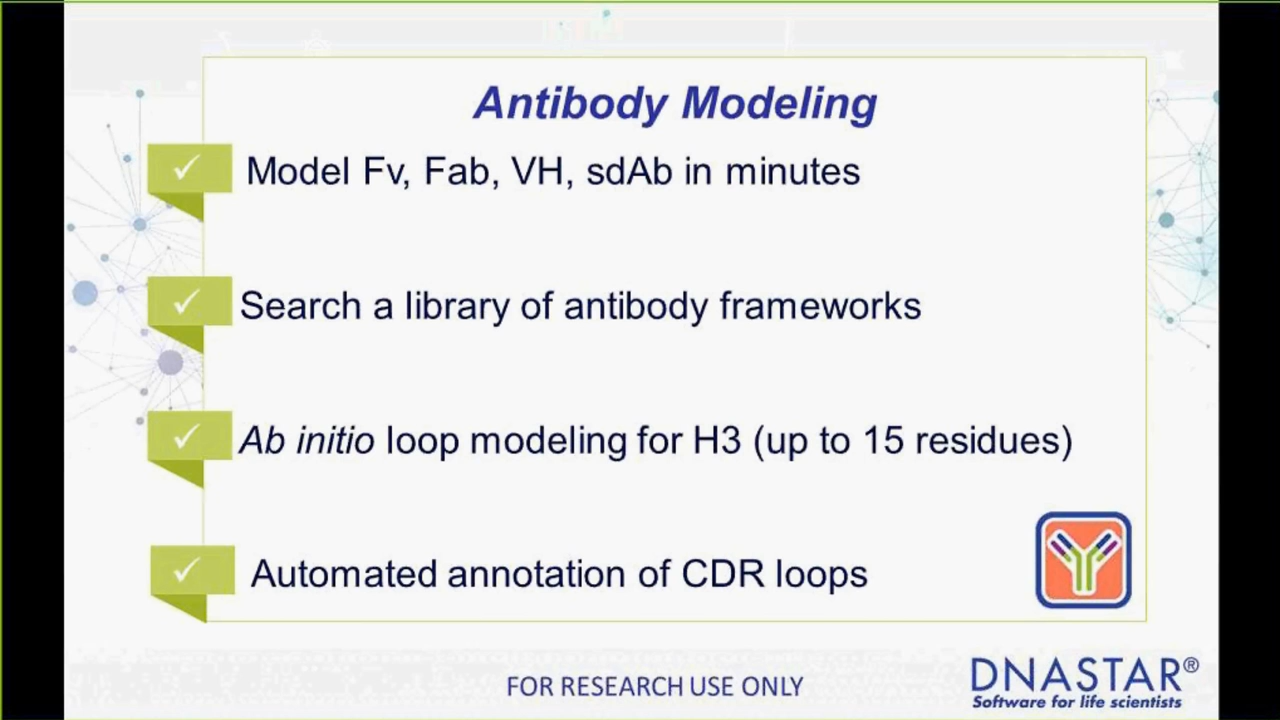 Antibody Modeling
Model Fv, Fab, VH, sdAb in minutes
Search a library of antibody frameworks
Ab initio loop modeling for H3 (up to 15 residues)
Automated annotation of CDR loops
FOR RESEARCH USE ONLY
DNASTAR®
Software for life scientists